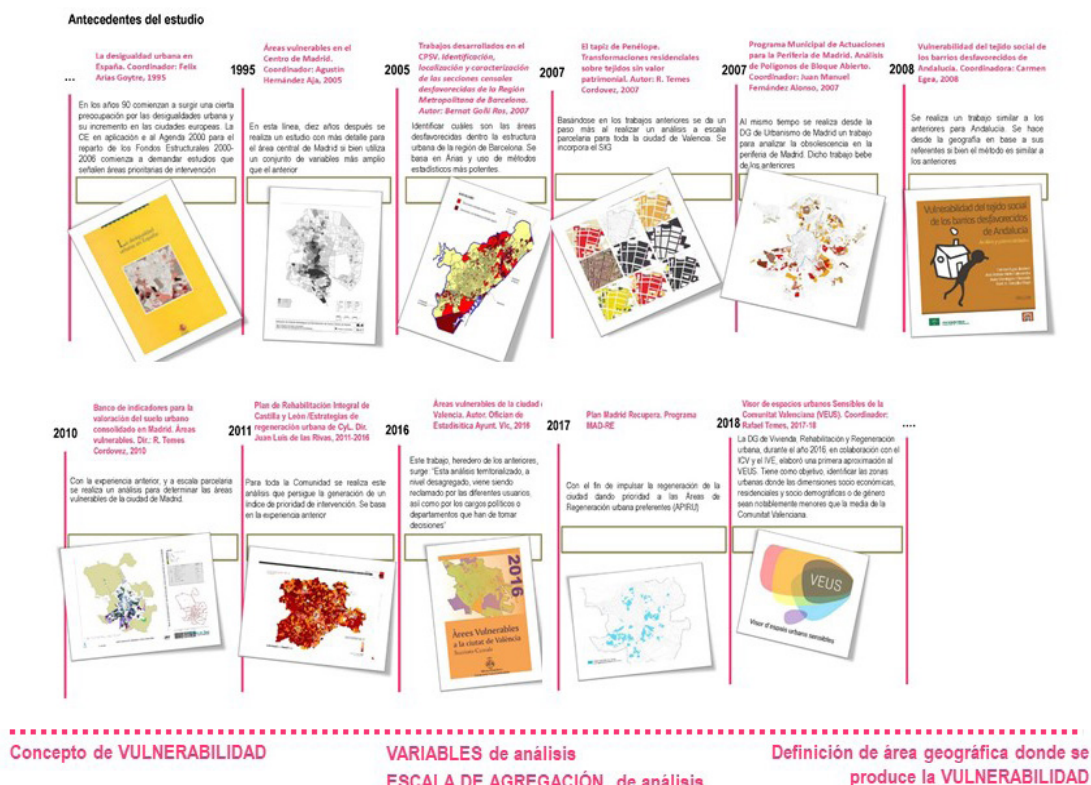 Antecedentes del estudio
...
La desigualdad urbana en
España. Coordinador: Felix
Arias Goytre, 1995
En los años 90 comienzan a surgir una cierta
preocupación por las desigualdades urbana y
su incremento en las ciudades europeas. La
CE en aplicación e al Agenda 2000 para el
reparto de los Fondos Estructurales 2000-
2006 comienza a demandar estudios que
señalen áreas prioritarias de intervención
La desigualdad
urbana en España
1995
Áreas vulnerables en el
Centro de Madrid.
Coordinador: Agustín
Hernández Aja, 2005
En esta línea, diez años después se
realiza un estudio con más detalle para
el área central de Madrid si bien utiliza
un conjunto de variables más amplio
que el anterior
2005
Trabajos desarrollados en el
CPSV. Identificación,
localización y caracterización
de las secciones censales
desfavorecidas de la Región
Metropolitana de Barcelona.
Autor: Bernat Goñi Ros, 2007
Identificar cuáles son las áreas
desfavorecidas dentro la estructura
urbana de la región de Barcelona. Se
basa en Arias y uso de métodos
estadísticos más potentes.
2007
El tapiz de Penélope.
Transformaciones residenciales
sobre tejidos sin valor
patrimonial. Autor: R. Temes
Cordovez, 2007
Basándose en los trabajos anteriores se da un
paso más al realizar un análisis a escala
parcelaria para toda la ciudad de Valencia. Se
incorpora el SIG
2007
Programa Municipal de Actuaciones
para la Periferia de Madrid. Análisis
de Polígonos de Bloque Abierto.
Coordinador: Juan Manuel
Fernández Alonso, 2007
Al mismo tiempo se realiza desde la
DG de Urbanismo de Madrid un trabajo
para analizar la obsolescencia en la
periferia de Madrid. Dicho trabajo bebe
de los anteriores
2008
Vulnerabilidad del tejido social de
los barrios desfavorecidos de
Andalucía. Coordinadora: Carmen
Egea, 2008
Se realiza un trabajo similar a los
anteriores para Andalucía. Se hace
desde la geografía en base a sus
referentes si bien el método es similar a
los anteriores
Vulnerabilidad del tejido social
de los barrios desfavorecidos
de Andalucía
2010
Banco de indicadores para la
valoración del suelo urbano
consolidado en Madrid. Áreas
vulnerables. Dir.: R. Temes
Cordovez, 2010
Con la experiencia anterior, y a escala parcelaria
se realiza un análisis para determinar las áreas
vulnerables de la ciudad de Madrid.
2011
Plan de Rehabilitación Integral de
Castilla y León /Estrategias de
regeneración urbana de CyL. Dir.
Juan Luis de las Rivas, 2011-2016
Para toda la Comunidad se realiza este
análisis que persigue la generación de un
índice de prioridad de intervención. Se basa
en la experiencia anterior
2016
Áreas vulnerables de la ciudad d
Valencia. Autor. Ofician de
Estadisitica Ayunt. Vlc, 2016
Este trabajo, heredero de los anteriores,
surge :"Esta análisis territorializado, a
nivel desagregado, viene siendo
reclamado por las diferentes usuarios,
así como por los cargos políticos o
departamentos que han de tomar
decisiones"
2016
Àrees Vulnerables
a la ciutat de València
Seccions Censals
2017
Plan Madrid Recupera. Programa
MAD-RE
Con el fin de impulsar la regeneración de la
ciudad dando prioridad a las Áreas de
Regeneración urbana preferentes (APIRU)
2018
Visor de espacios urbanos Sensibles de la
Comunitat Valenciana (VEUS). Coordinador:
Rafael Temes, 2017-18
La DG de Vivienda, Rehabilitación y Regeneración
urbana, durante el año 2016, en colaboración con el
ICV y el IVE, elaboró una primera aproximación al
VEUS. Tiene como objetivo, identificar las zonas
urbanas donde las dimensiones socio económicas,
residenciales y socio demográficas o de género
sean notablemente menores que la media de la
Comunitat Valenciana.
VEUS
Visor d'espais urbans sensibles
....
Concepto de VULNERABILIDAD
VARIABLES de análisis
ESCALA DE AGREGACIÓN de análisis
Definición de área geográfica donde se
produce la VULNERABILIDAD